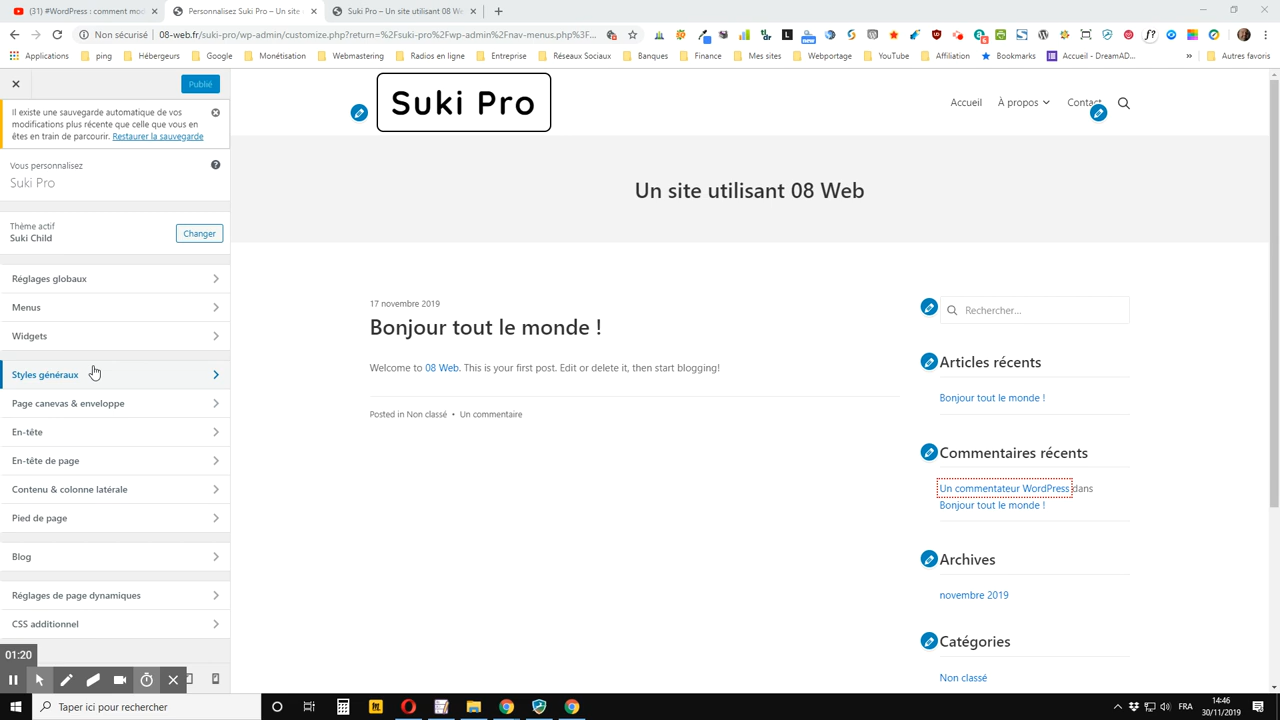 (31) #WordPress : comment mod
Personnalisez Suki Pro – Un site
Suki Pro – Un site utilisant 08 We
Non sécurisé
08-web.fr/suki-pro/wp-admin/customize.php?return=%2Fsuki-pro%2Fwp-admin%2Fnav-menus.php%3F...
Applications
ping
Hébergeurs
Google
Monétisation
Webmastering
Radios en ligne
Entreprise
Réseaux Sociaux
Banques
Finance
Mes sites
Webportage
YouTube
Affiliation
Bookmarks
Accueil - DreamAD...
»
Autres favoris
Publié
Il existe une sauvegarde automatique de vos
modifications plus récente que celle que vous en
êtes en train de parcourir. Restaurer la sauvegarde
Vous personnalisez
Suki Pro
Thème actif
Suki Child
Changer
Réglages globaux
Menus
Widgets
Styles généraux
Page canevas & enveloppe
En-tête
En-tête de page
Contenu & colonne latérale
Pied de page
Blog
Réglages de page dynamiques
CSS additionnel
01:20
Suki Pro
Accueil
À propos
Contact
Un site utilisant 08 Web
17 novembre 2019
Bonjour tout le monde !
Welcome to 08 Web. This is your first post. Edit or delete it, then start blogging!
Posted in Non classé • Un commentaire
Rechercher...
Articles récents
Bonjour tout le monde !
Commentaires récents
Un commentateur WordPress dans
Bonjour tout le monde !
Archives
novembre 2019
Catégories
Non classé
Taper ici pour rechercher
FRA
14:46
30/11/2019